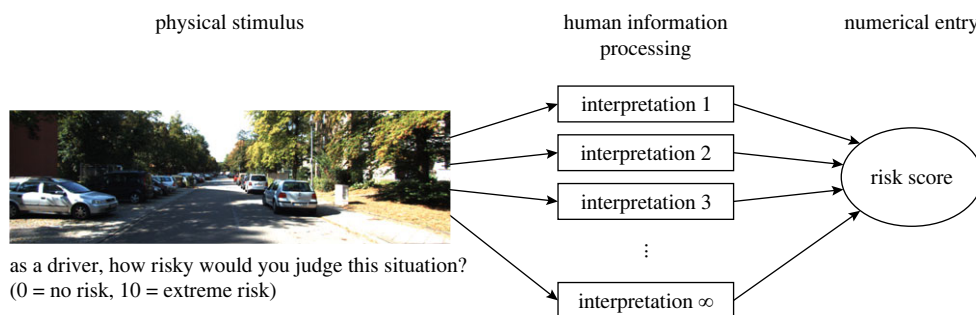 physical stimulus
human information
processing
numerical entry
interpretation 1
interpretation 2
interpretation 3
⋮
interpretation ∞
risk score
as a driver, how risky would you judge this situation?
(0 = no risk, 10 = extreme risk)